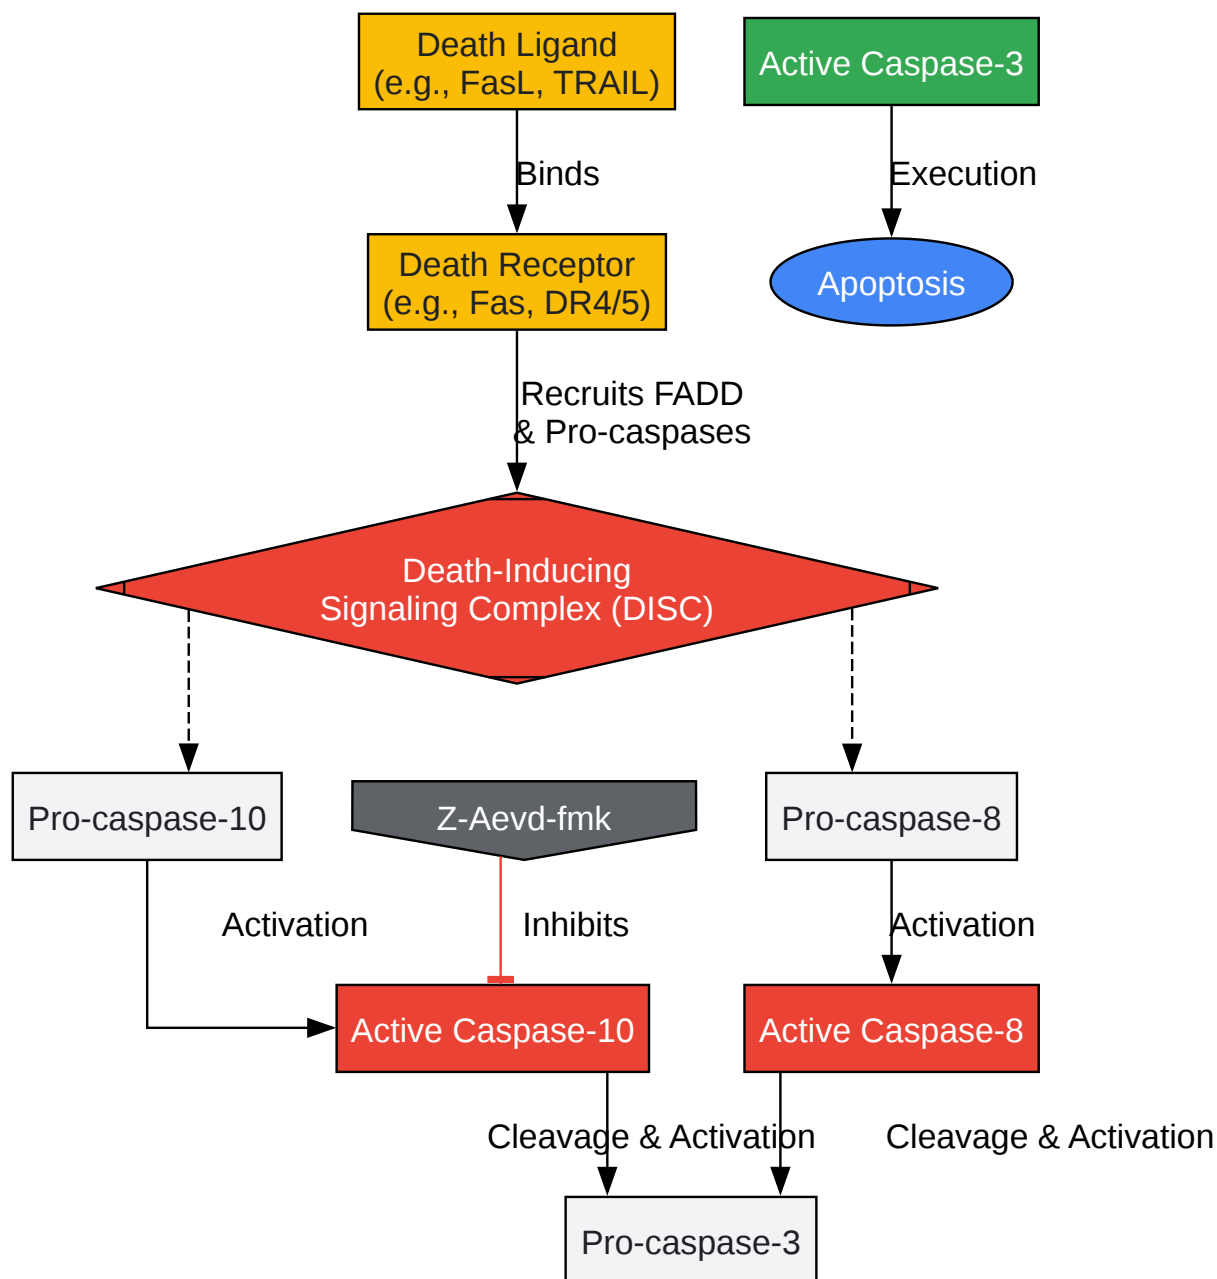 Death Ligand
(e.g., FasL, TRAIL)
Active Caspase-3
Binds
Execution
Death Receptor
(e.g., Fas, DR4/5)
Apoptosis
Recruits FADD
& Pro-caspases
Death-Inducing
Signaling Complex (DISC)
Pro-caspase-10
Z-Aevd-fmk
Pro-caspase-8
Activation
Inhibits
Activation
Active Caspase-10
Active Caspase-8
Cleavage & Activation
Cleavage & Activation
Pro-caspase-3